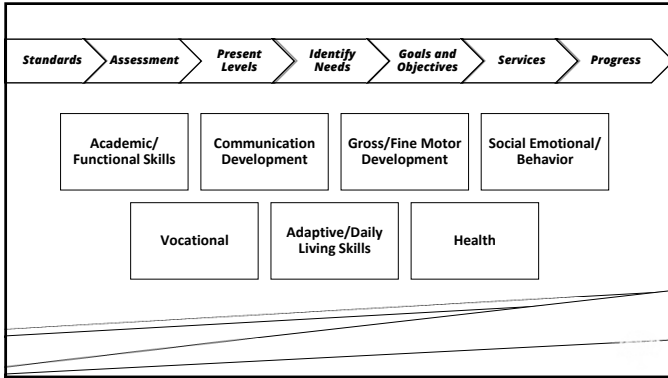 Standards
Assessment
Present
Levels
Identify
Needs
Goals and
Objectives
Services
Progress
Academic/
Functional Skills
Communication
Development
Gross/Fine Motor
Development
Social Emotional/
Behavior
Vocational
Adaptive/Daily
Living Skills
Health